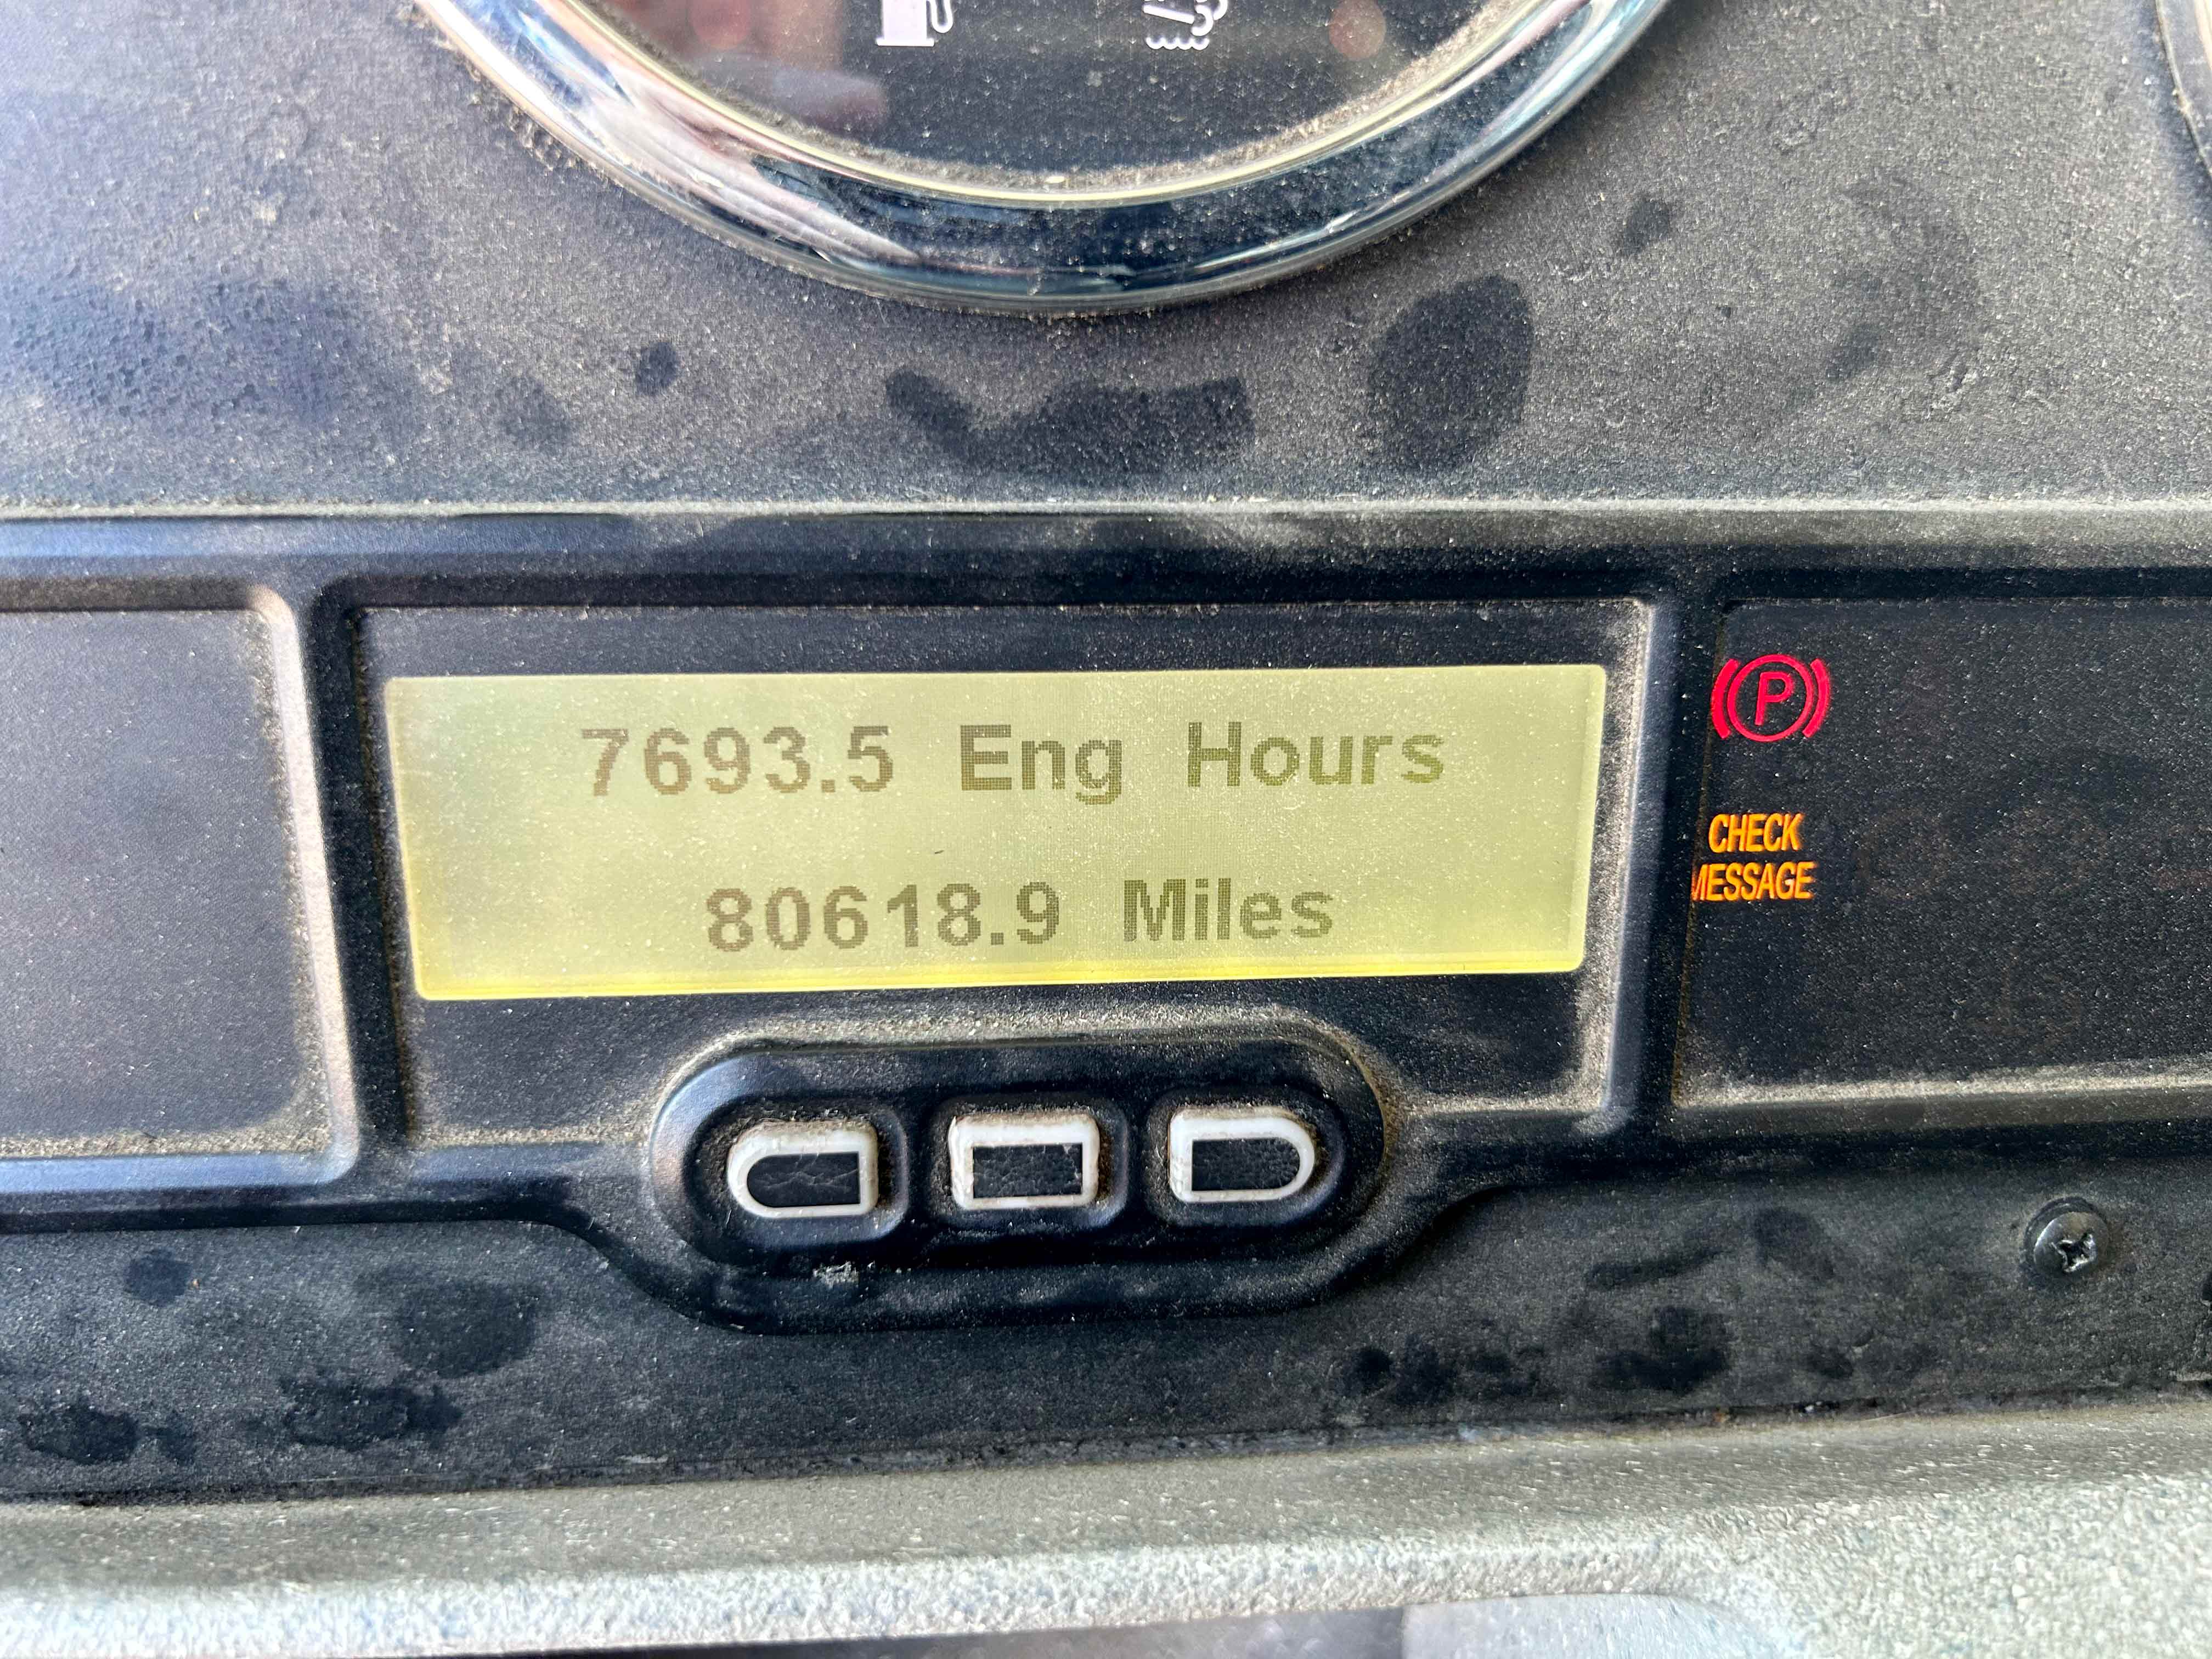 7693.5 Eng Hours
80618.9 Miles
P
CHECK
MESSAGE